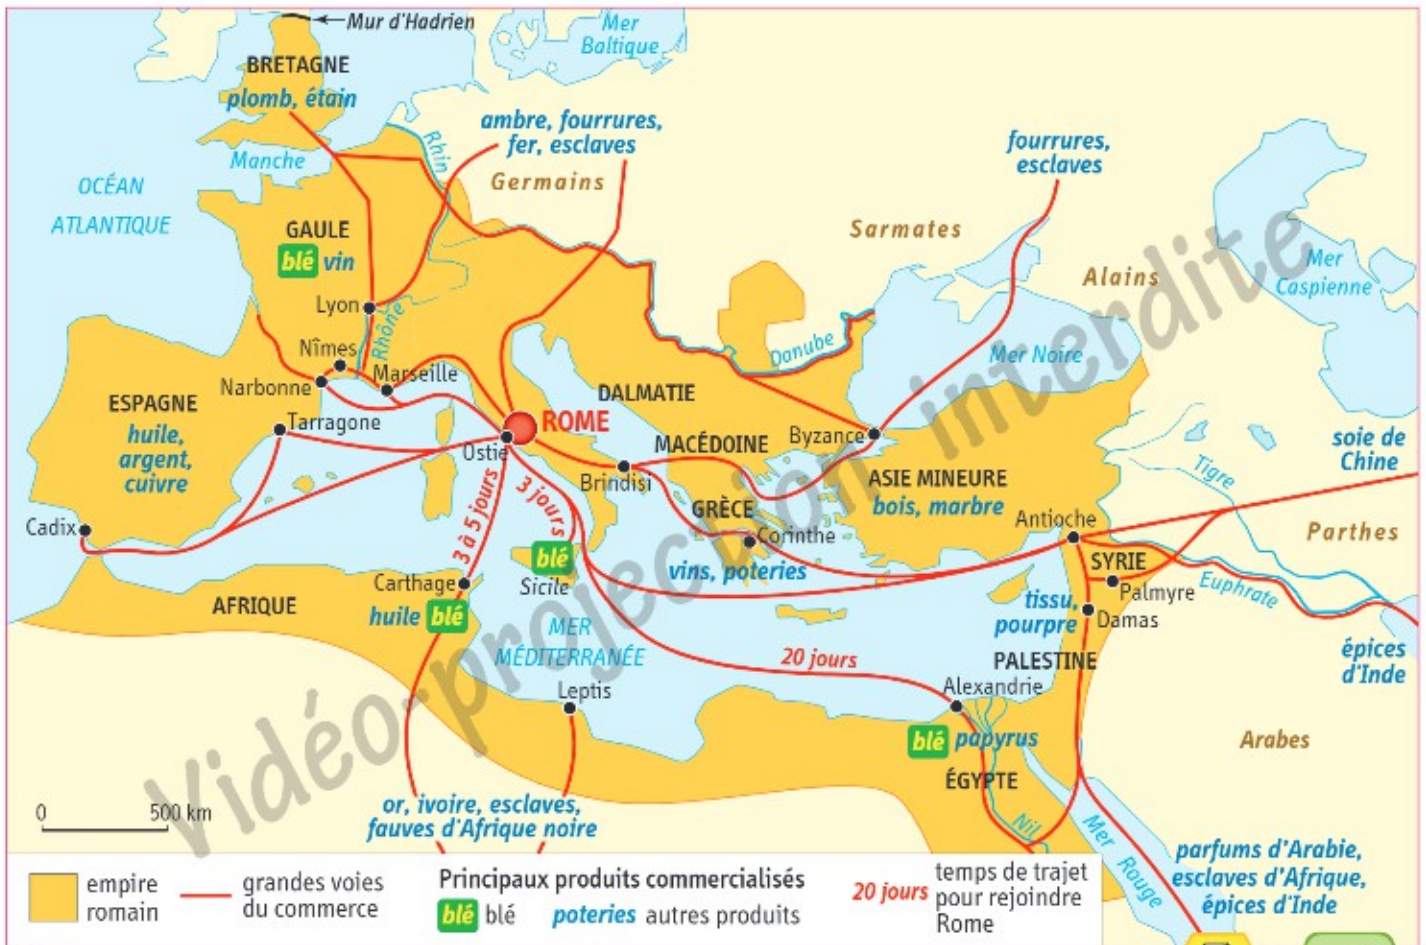 Mur d'Hadrien
Mer
Baltique
BRETAGNE
plomb, étain
ambre, fourrures,
fer, esclaves
Rhin
fourrures,
esclaves
Manche
Germains
OCÉAN
ATLANTIQUE
GAULE
blé vin
Sarmates
Alains
Mer
Caspienne
Lyon
Rhône
Nîmes
Danube
Mer Noire
Narbonne
Marseille
DALMATIE
ESPAGNE
huile,
argent,
cuivre
Tarragone
ROME
Ostie
MACÉDOINE
Byzance
soie de
Chine
Brindisi
ASIE MINEURE
bois, marbre
Tigre
3 à 5 jours
3 jours
GRÈCE
Antioche
Cadix
Corinthe
Parthes
blé
Sicile
vins, poteries
SYRIE
Palmyre
Euphrate
Carthage
huile blé
AFRIQUE
tissu,
pourpre
Damas
MER
MÉDITERRANÉE
20 jours
PALESTINE
épices
d'Inde
Leptis
Alexandrie
blé papyrus
Arabes
ÉGYPTE
0 500 km
or, ivoire, esclaves,
fauves d'Afrique noire
Nil
Mer Rouge
parfums d'Arabie,
esclaves d'Afrique,
épices d'Inde
empire
romain
grandes voies
du commerce
Principaux produits commercialisés
blé blé
poteries autres produits
20 jours
temps de trajet
pour rejoindre
Rome
Vidéo-projection interdite